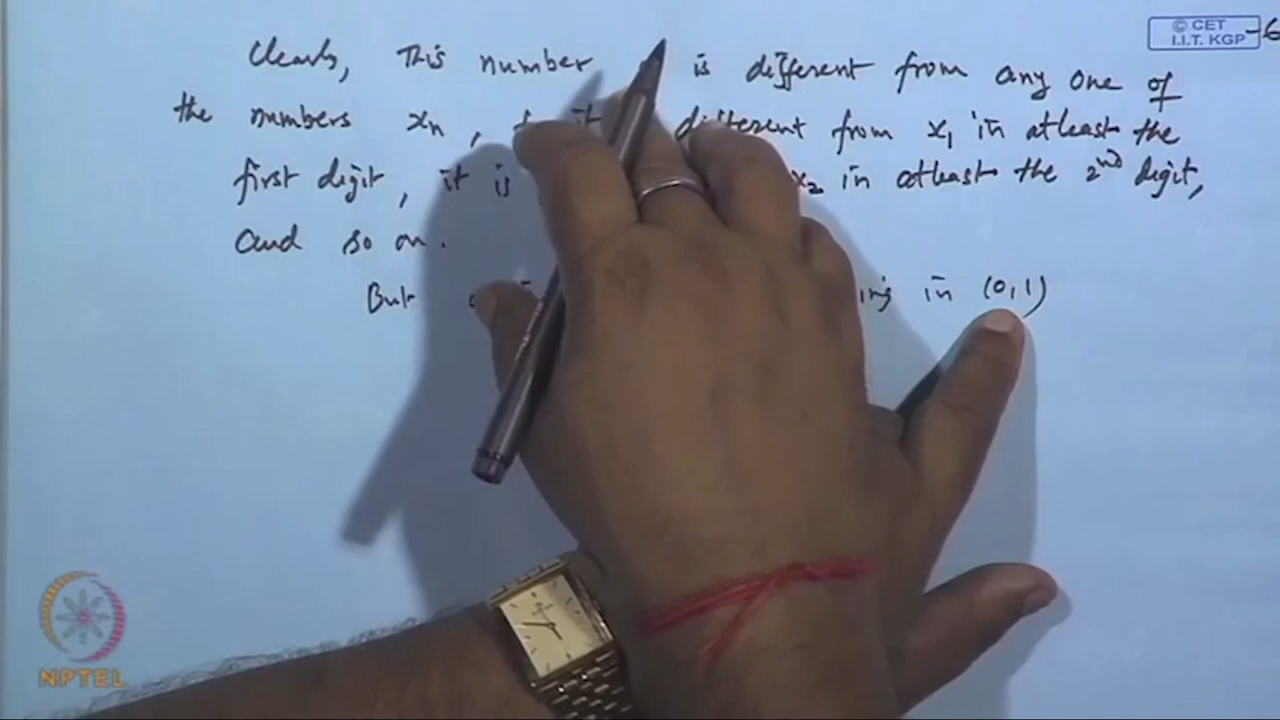 © CET
I.I.T. KGP
Clearly, This number is different from any one of
the numbers xn, different from x1 in atleast the
first digit, it is x2 in atleast the 2nd digit,
and so on.
But in (0,1)
NPTEL